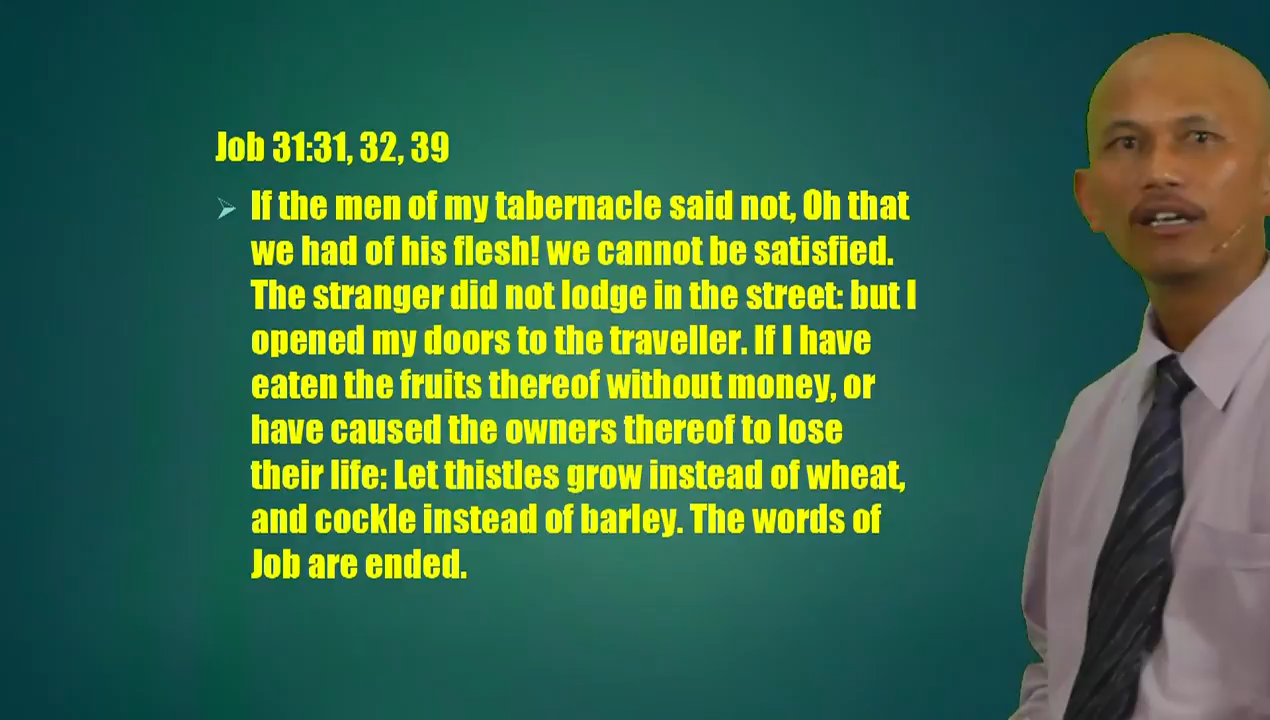 Job 31:31, 32, 39
If the men of my tabernacle said not, Oh that
we had of his flesh! we cannot be satisfied.
The stranger did not lodge in the street: but I
opened my doors to the traveller. If I have
eaten the fruits thereof without money, or
have caused the owners thereof to lose
their life: Let thistles grow instead of wheat,
and cockle instead of barley. The words of
Job are ended.